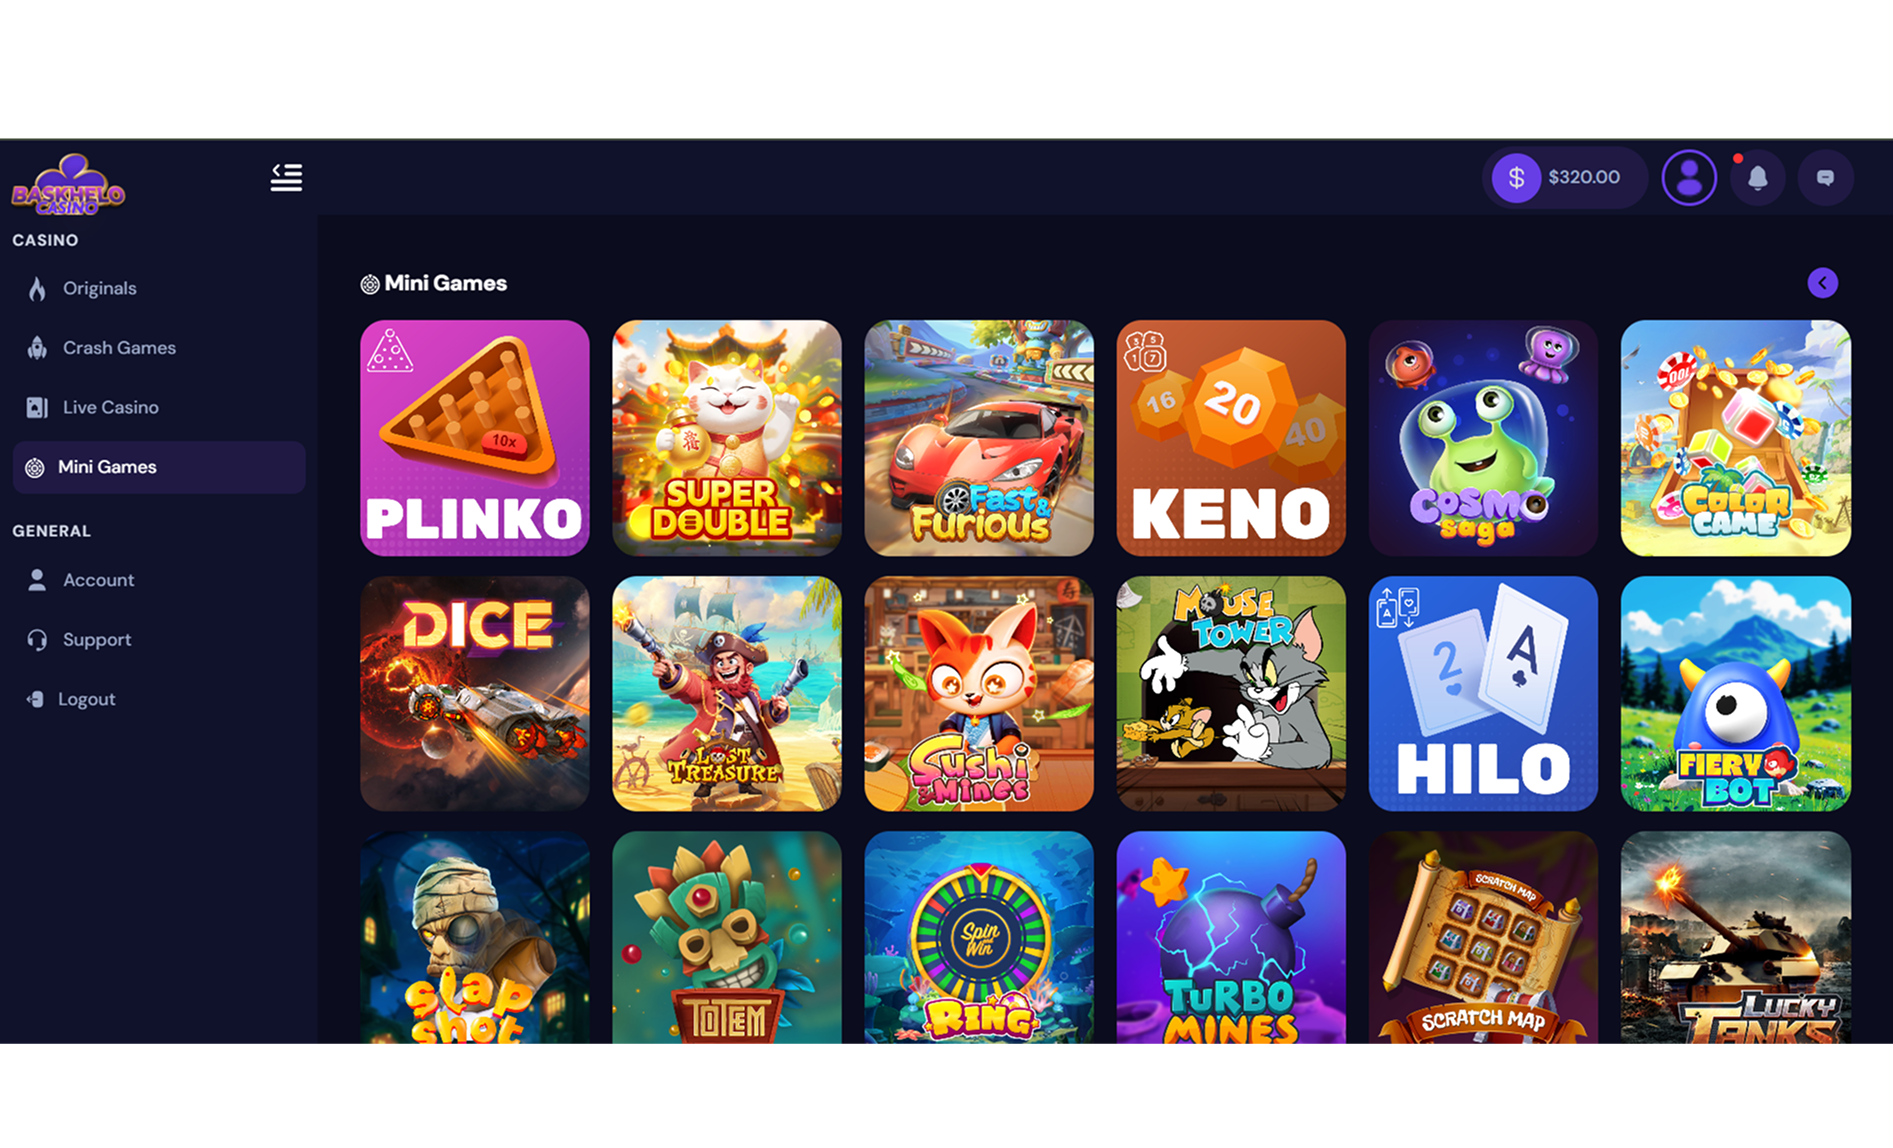 BASKHELO
CASINO
$
$320.00
CASINO
Originals
Crash Games
Live Casino
Mini Games
GENERAL
Account
Support
Logout
Mini Games
10x
PLINKO
SUPER
DOUBLE
Fast &
Furious
16
20
40
KENO
COSMO
saga
100
COLOR
GAME
DICE
LOST
TREASURE
Sushi
& Mines
MOUSE
TOWER
A
2
A
HILO
FIERY
BOT
slap
shot
TOTEM
Spin
and
Win
RING
TURBO
MINES
SCRATCH MAP
SCRATCH MAP
LUCKY
TANKS